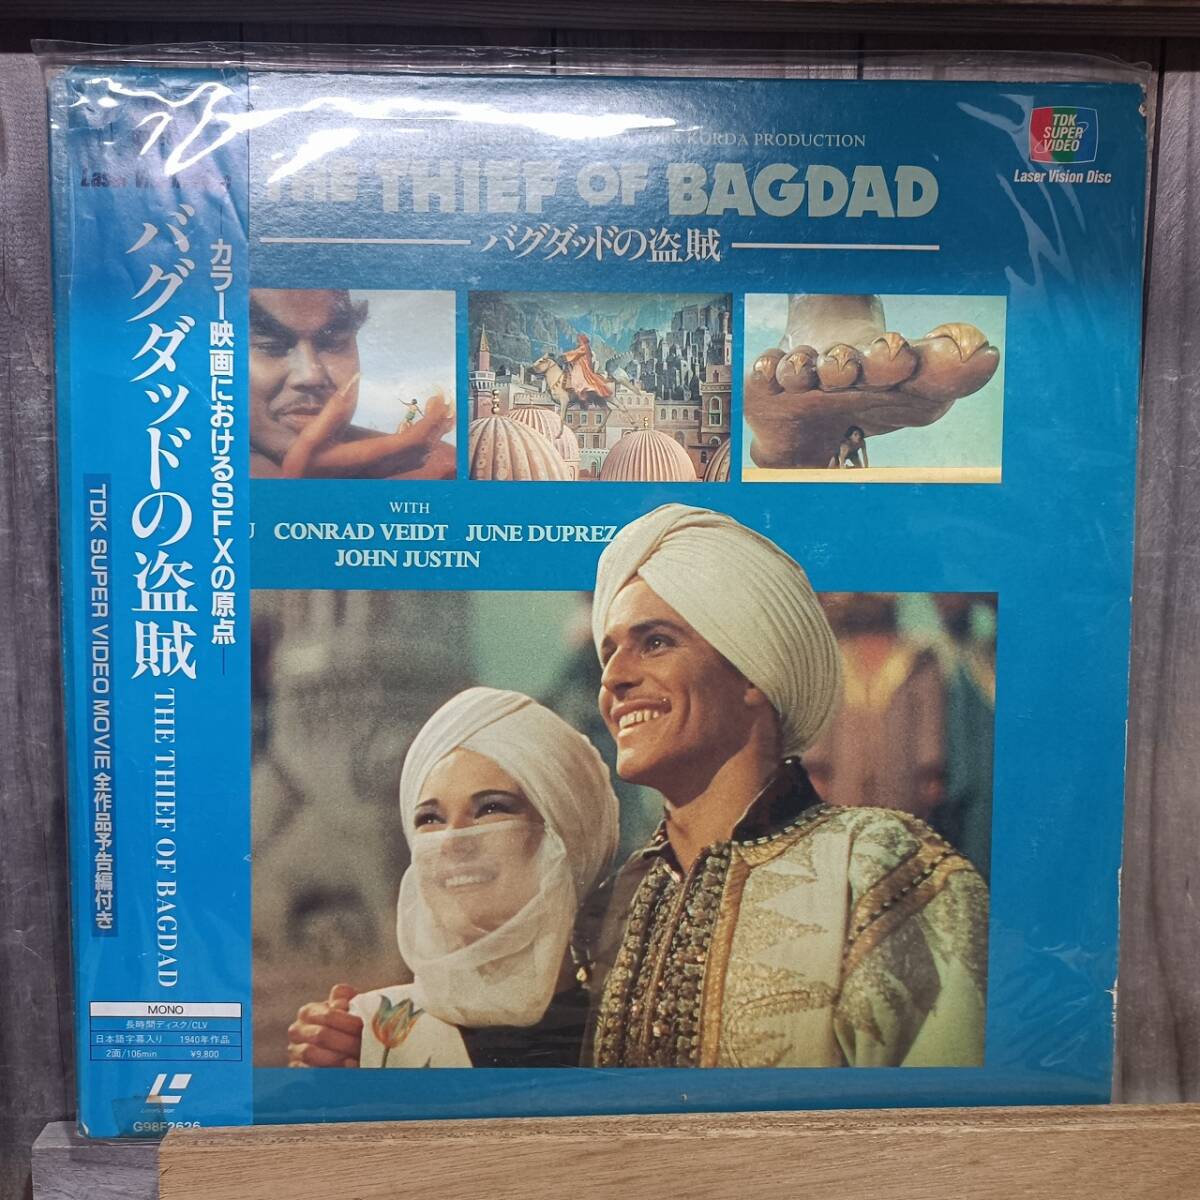 Laser Vision Disc
カラー映画におけるSFXの原点
バグダッドの盗賊
THE THIEF OF BAGDAD
TDK SUPER VIDEO MOVIE 全作品予告編付き
MONO
長時間ディスク/CLV
日本語字幕入り 1940年作品
2面/106min ¥9,800
G98F2626
KORDA PRODUCTION
THE THIEF OF BAGDAD
バグダッドの盗賊
TDK
SUPER
VIDEO
Laser Vision Disc
WITH
CONRAD VEIDT JUNE DUPREZ
JOHN JUSTIN